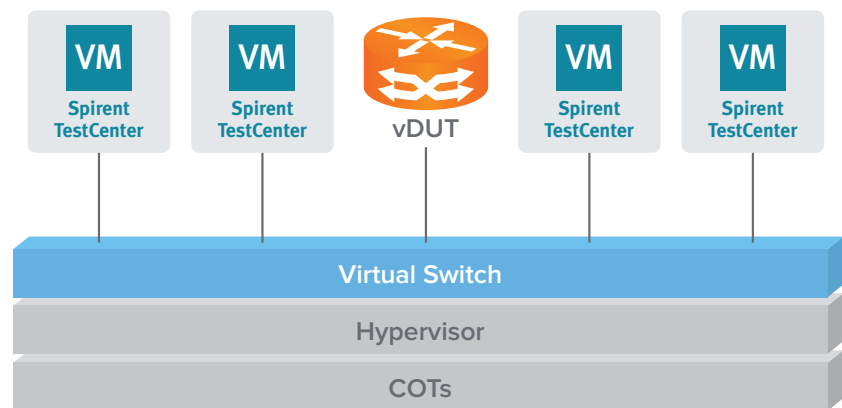 VM
Spirent
TestCenter
VM
Spirent
TestCenter
vDUT
VM
Spirent
TestCenter
VM
Spirent
TestCenter
Virtual Switch
Hypervisor
COTs